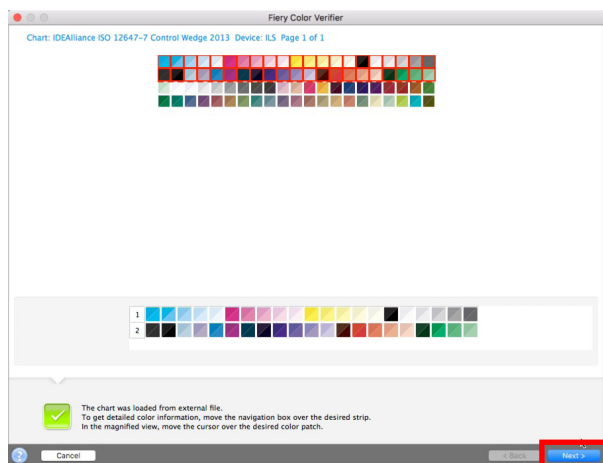 Fiery Color Verifier
Chart: IDEAlliance ISO 12647-7 Control Wedge 2013 Device: ILS Page 1 of 1
1
2
The chart was loaded from external file.
To get detailed color information, move the navigation box over the desired strip.
In the magnified view, move the cursor over the desired color patch.
?
Cancel
< Back
Next >